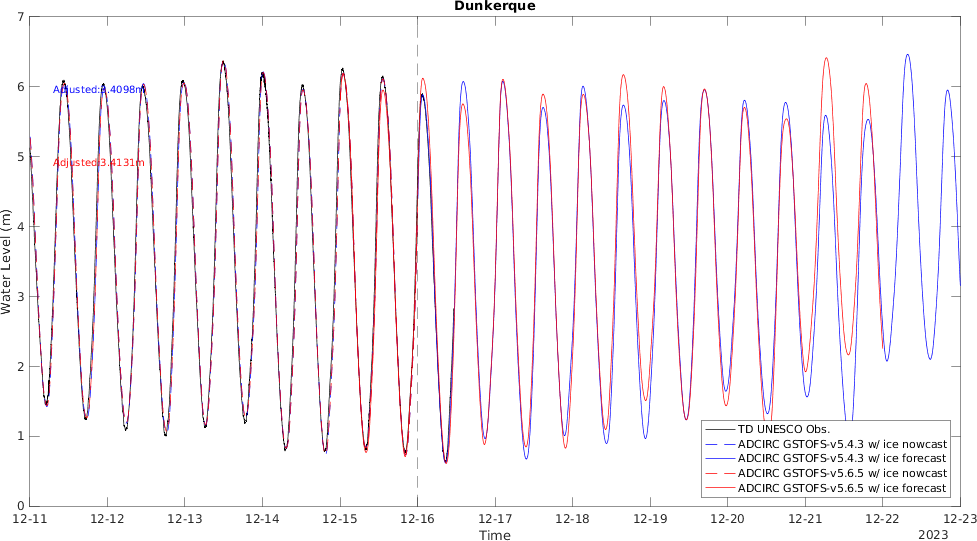 Dunkerque
7
6
5
4
3
2
1
0
Water Level (m)
Adjusted:3.4098m
Adjusted:3.4131m
TD UNESCO Obs.
ADCIRC GSTOFS-v5.4.3 w/ ice nowcast
ADCIRC GSTOFS-v5.4.3 w/ ice forecast
ADCIRC GSTOFS-v5.6.5 w/ ice nowcast
ADCIRC GSTOFS-v5.6.5 w/ ice forecast
12-11 12-12 12-13 12-14 12-15 12-16 12-17 12-18 12-19 12-20 12-21 12-22 12-23
Time
2023